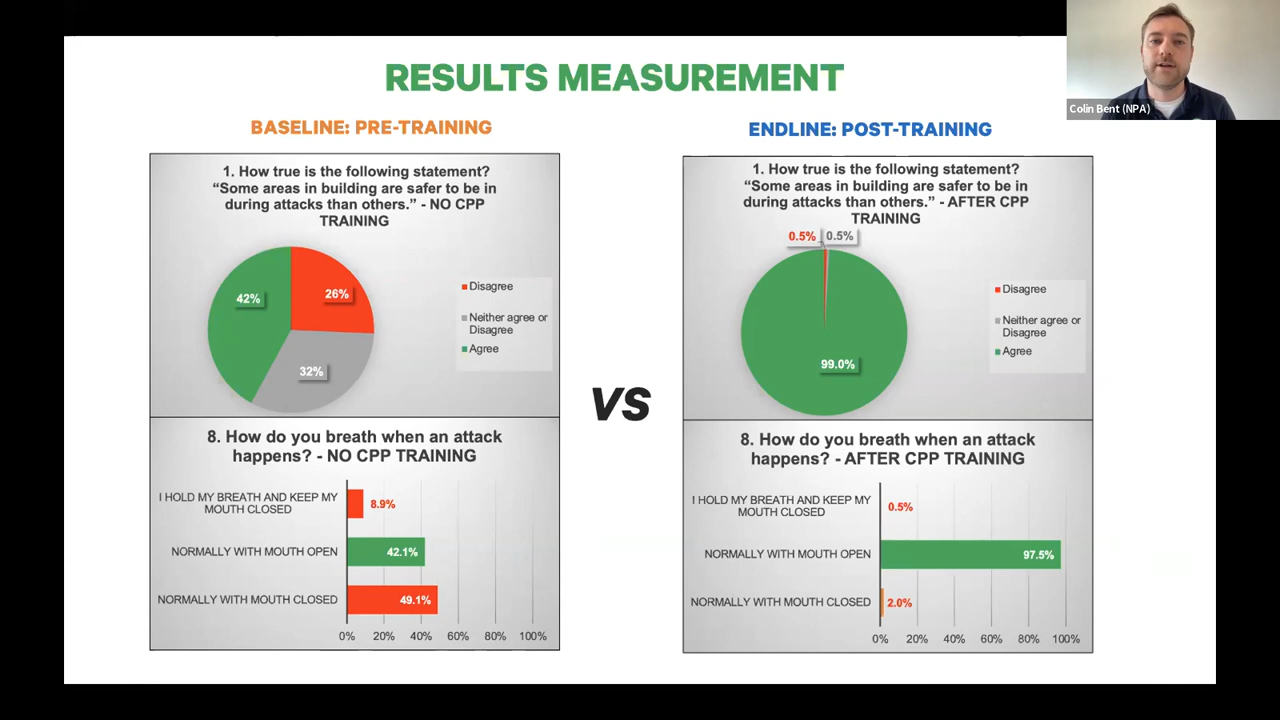 RESULTS MEASUREMENT
Colin Bent (NPA)
BASELINE: PRE-TRAINING
1. How true is the following statement?
“Some areas in building are safer to be in
during attacks than others.” - NO CPP
TRAINING
42%
26%
32%
Disagree
Neither agree or
Disagree
Agree
8. How do you breath when an attack
happens? - NO CPP TRAINING
I HOLD MY BREATH AND KEEP MY
MOUTH CLOSED
8.9%
NORMALLY WITH MOUTH OPEN
42.1%
NORMALLY WITH MOUTH CLOSED
49.1%
0% 20% 40% 60% 80% 100%
VS
ENDLINE: POST-TRAINING
1. How true is the following statement?
“Some areas in building are safer to be in
during attacks than others.” - AFTER CPP
TRAINING
0.5% 0.5%
99.0%
Disagree
Neither agree or
Disagree
Agree
8. How do you breath when an attack
happens? - AFTER CPP TRAINING
I HOLD MY BREATH AND KEEP MY
MOUTH CLOSED
0.5%
NORMALLY WITH MOUTH OPEN
97.5%
NORMALLY WITH MOUTH CLOSED
2.0%
0% 20% 40% 60% 80% 100%